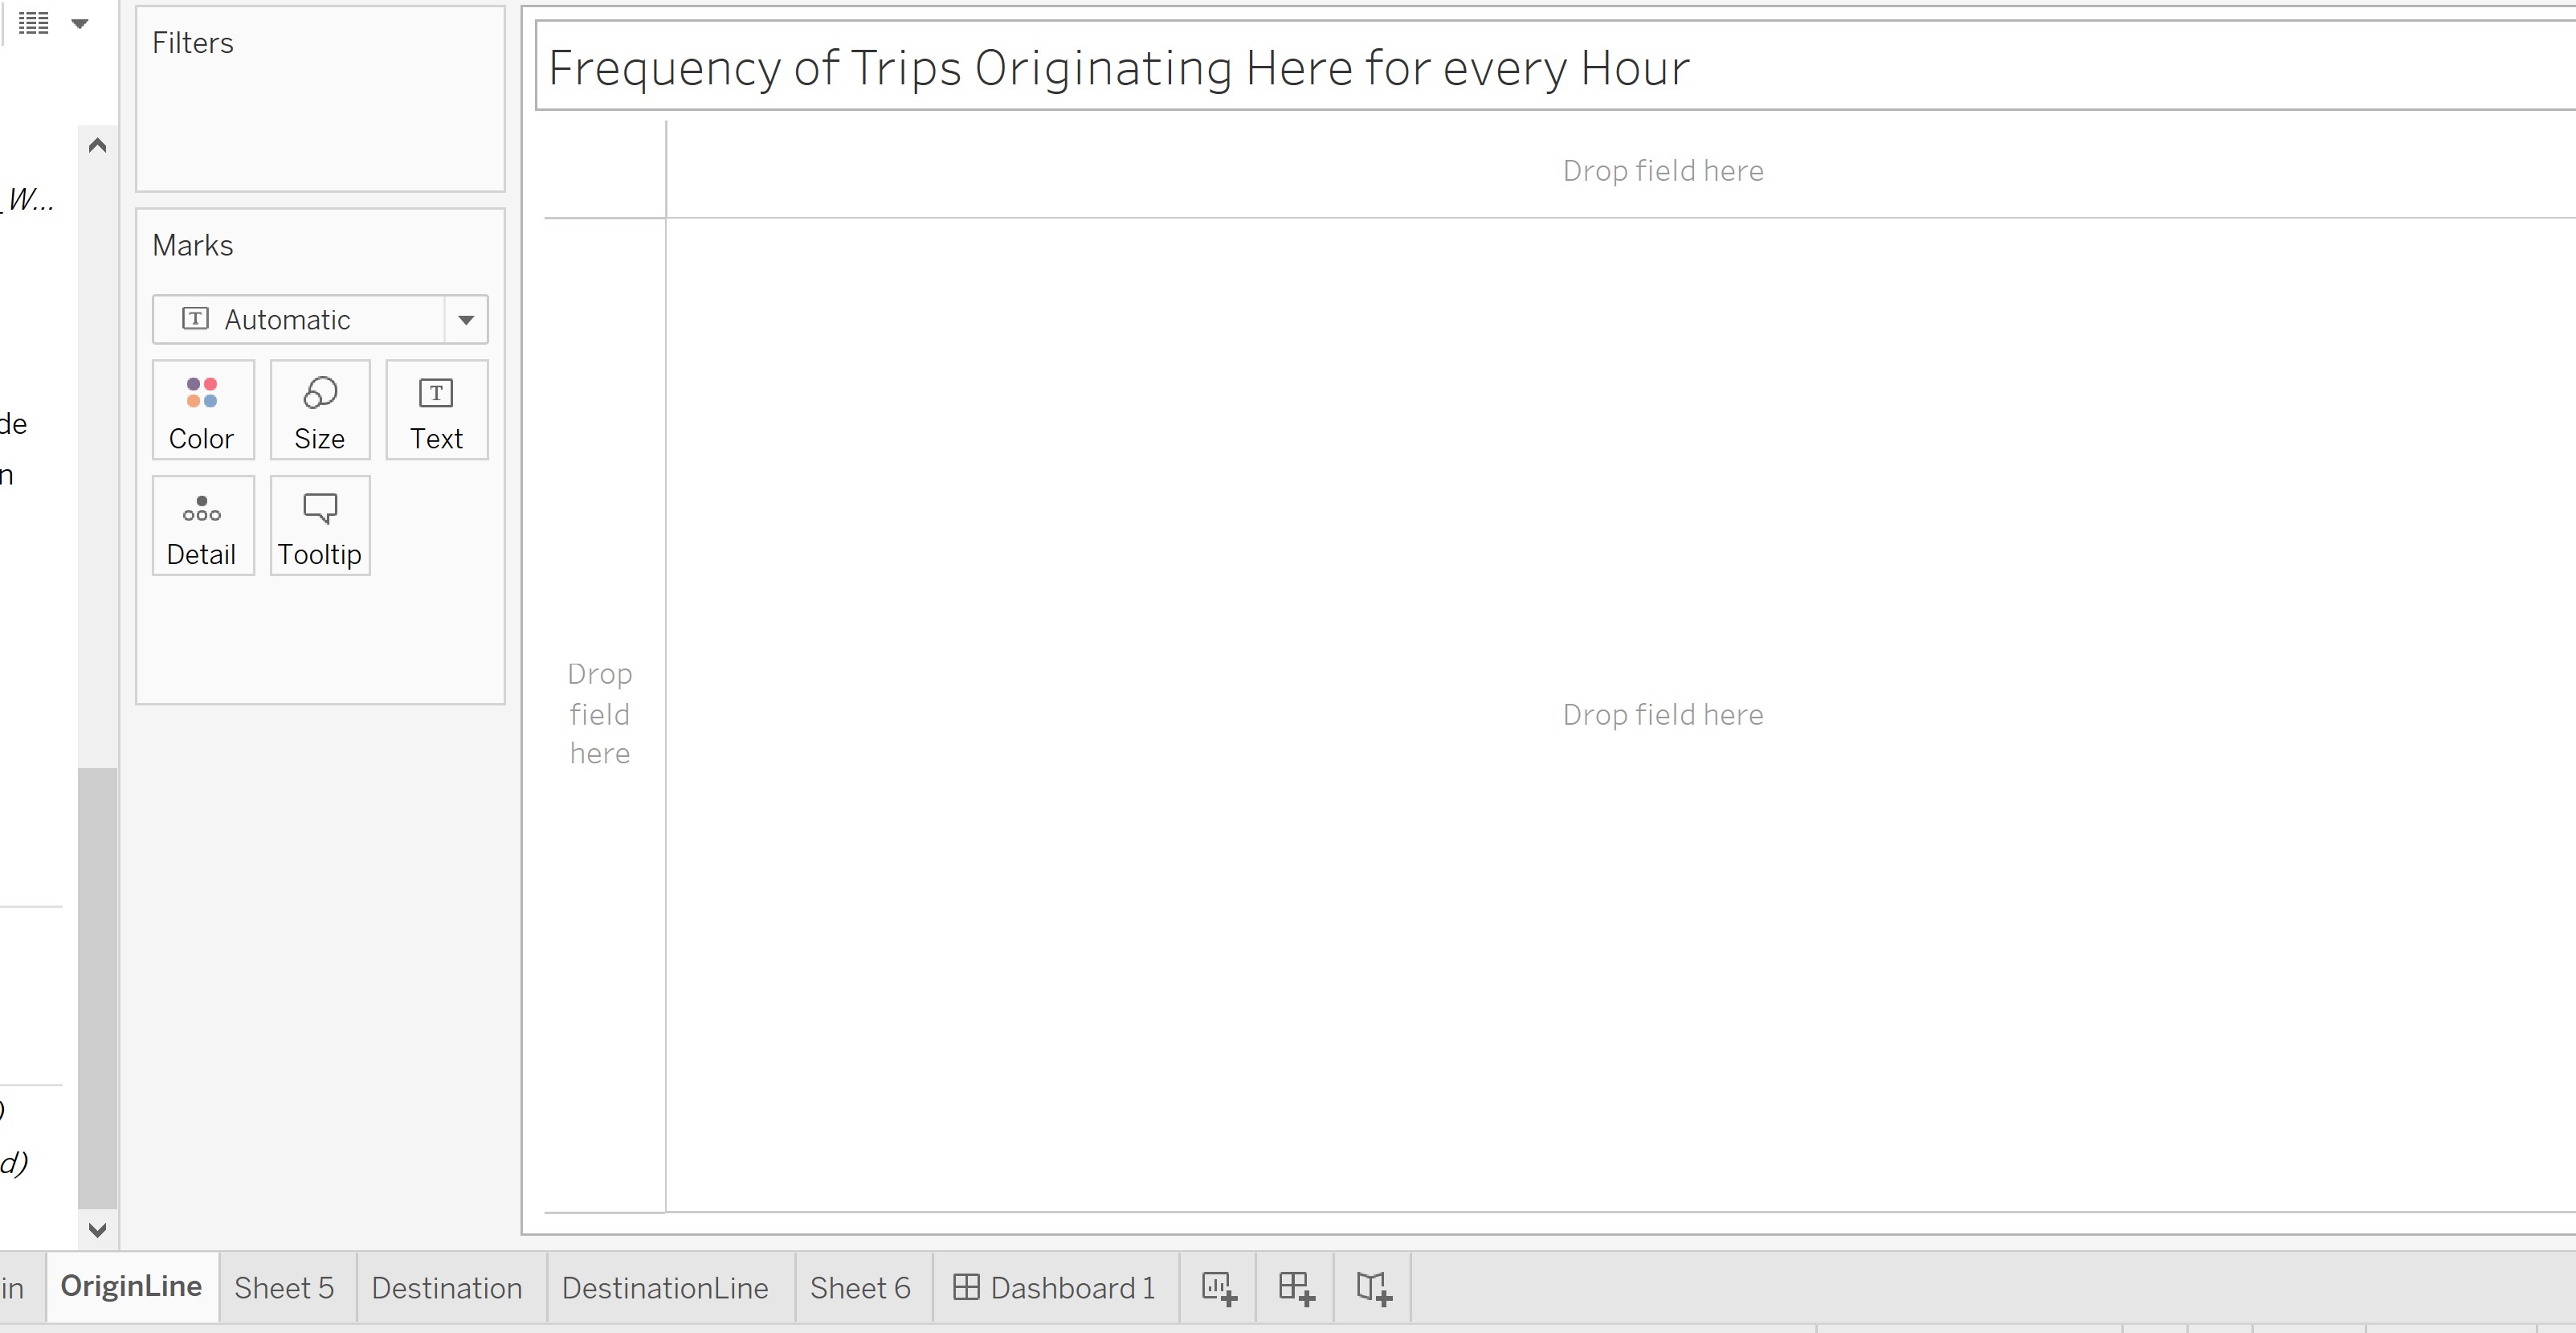 Filters
Frequency of Trips Originating Here for every Hour
Drop field here
_W...
Marks
T Automatic
de
Color Size T Text
n
Detail Tooltip
Drop
field
here
Drop field here
)
d)
in OriginLine Sheet 5 Destination DestinationLine Sheet 6 Dashboard 1